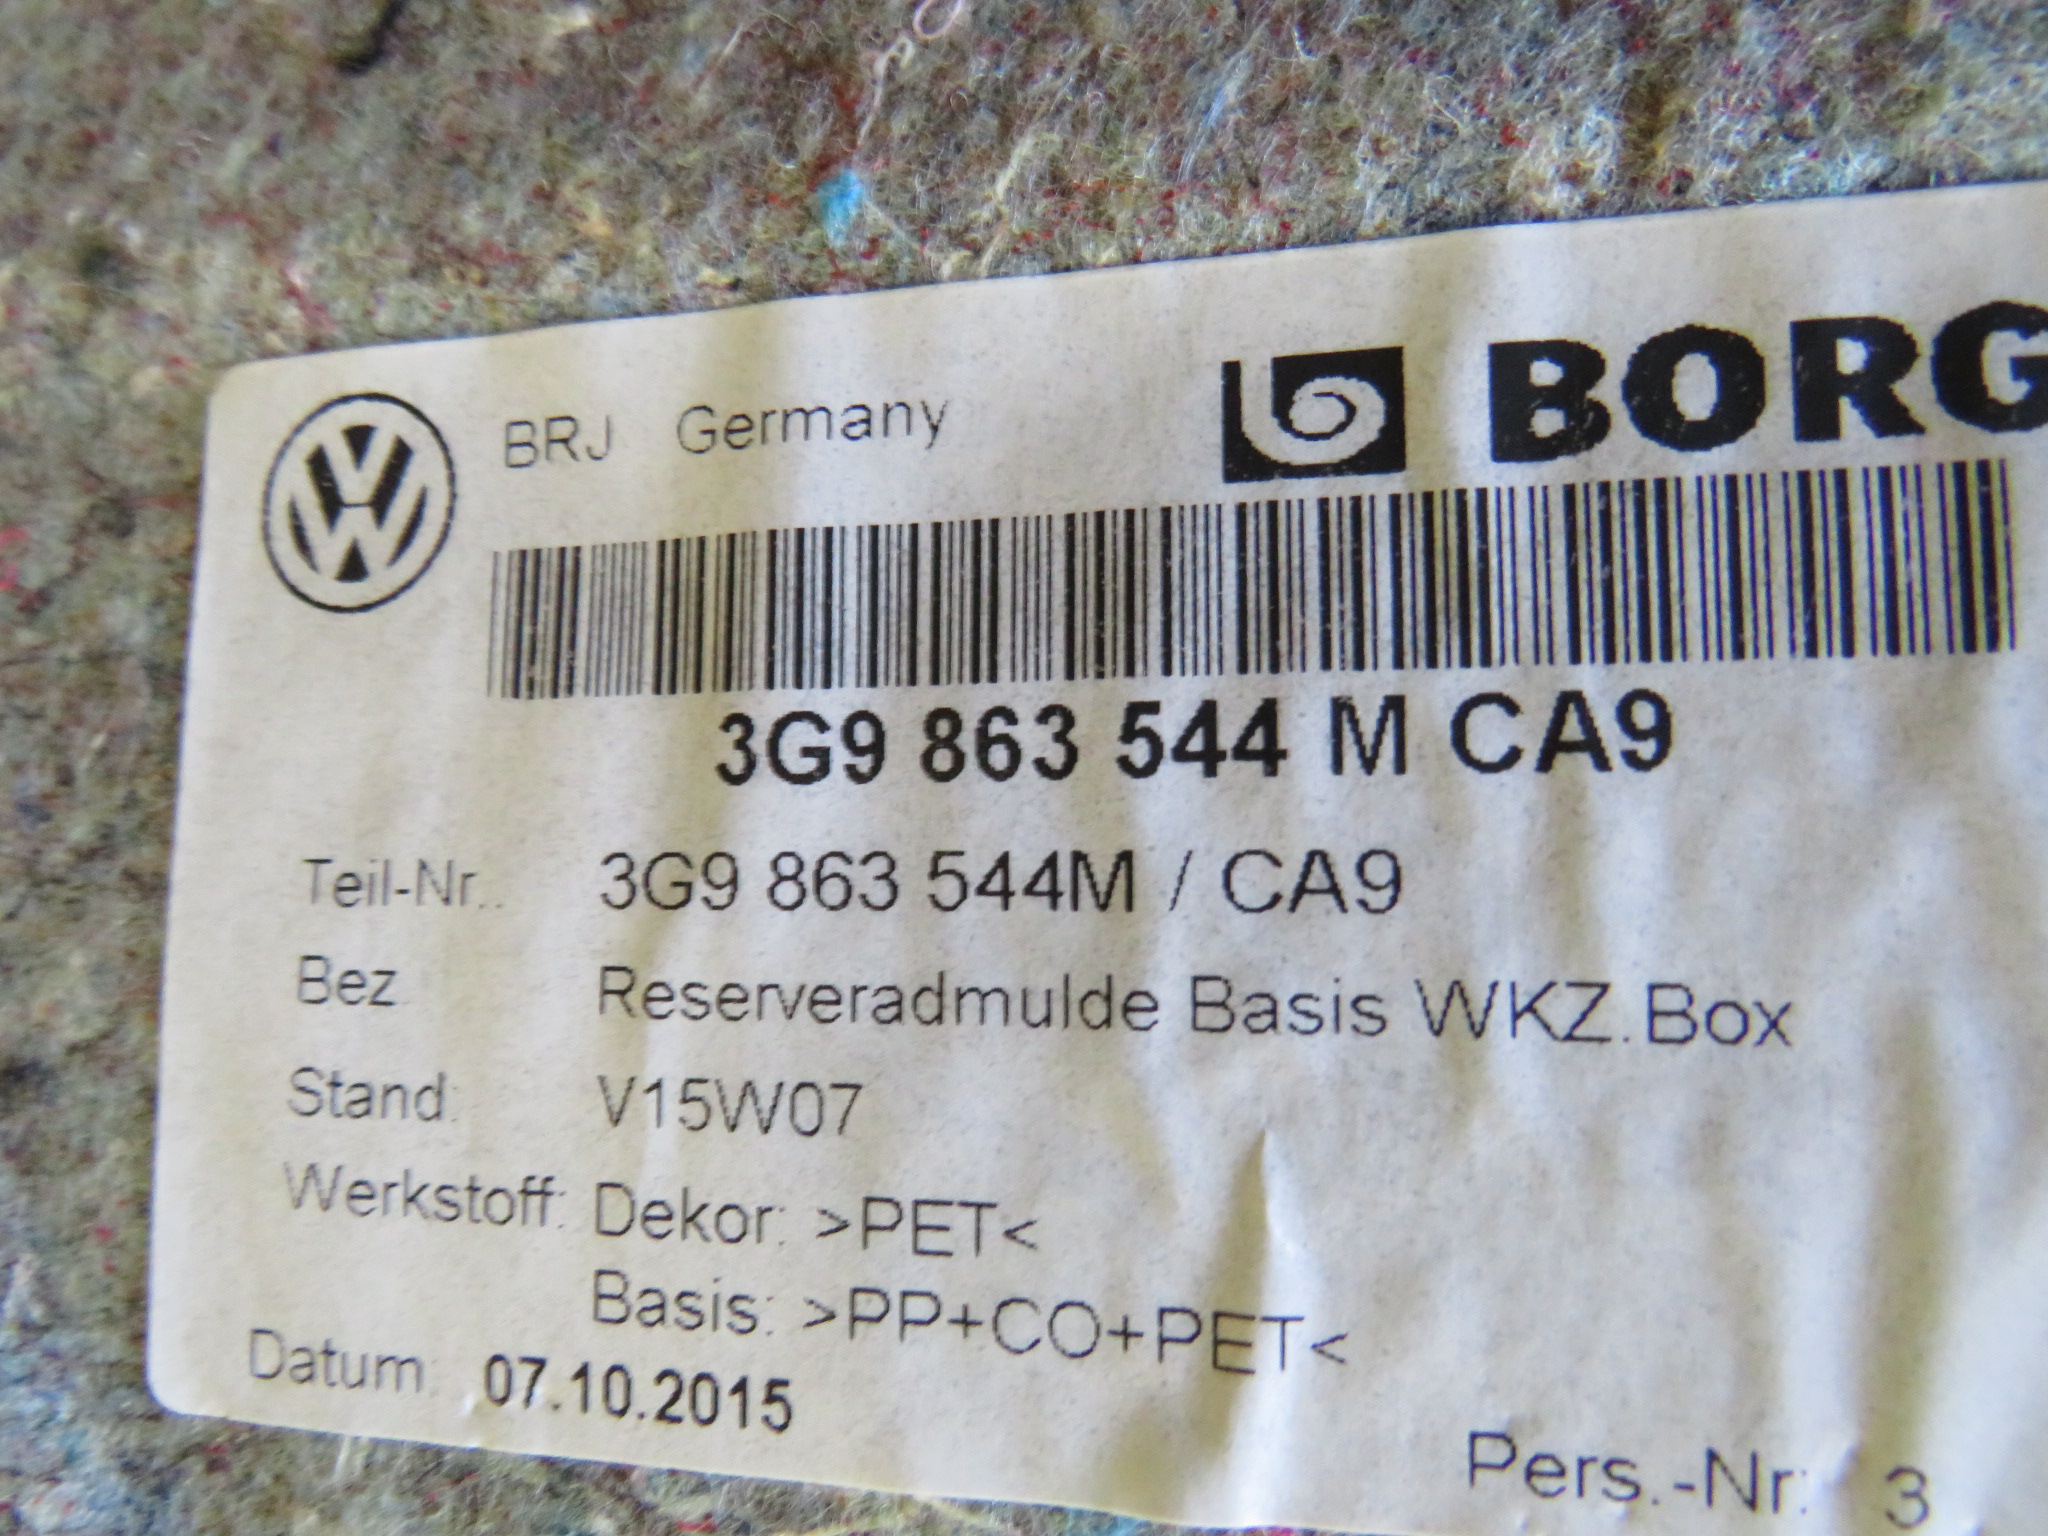 BRJ Germany BORG
3G9 863 544 M CA9
Teil-Nr.: 3G9 863 544M / CA9
Bez Reserveradmulde Basis WKZ.Box
Stand: V15W07
Werkstoff: Dekor: >PET<
Basis: >PP+CO+PET<
Datum: 07.10.2015
Pers.-Nr: 3